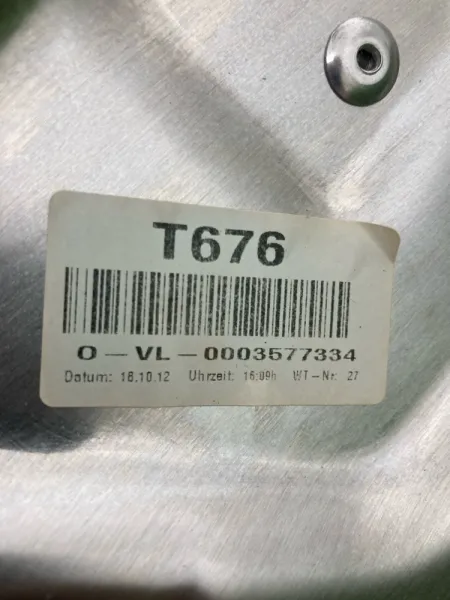 T676
O-VL-0003577334
Datum: 16.10.12 Uhrzeit: 16:09h WT-Nr: 27